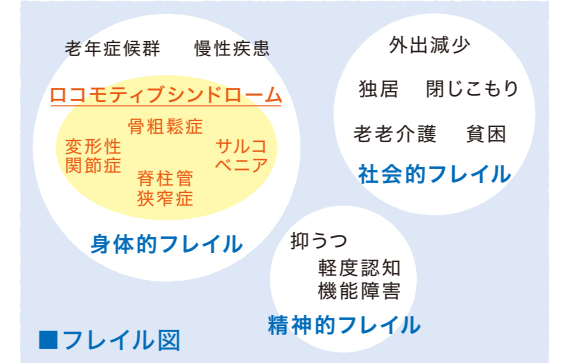 老年症候群 慢性疾患
ロコモティブシンドローム
骨粗鬆症
変形性
関節症
サルコ
ペニア
脊柱管
狭窄症
身体的フレイル
外出減少
独居 閉じこもり
老老介護 貧困
社会的フレイル
抑うつ
軽度認知
機能障害
精神的フレイル
■フレイル図